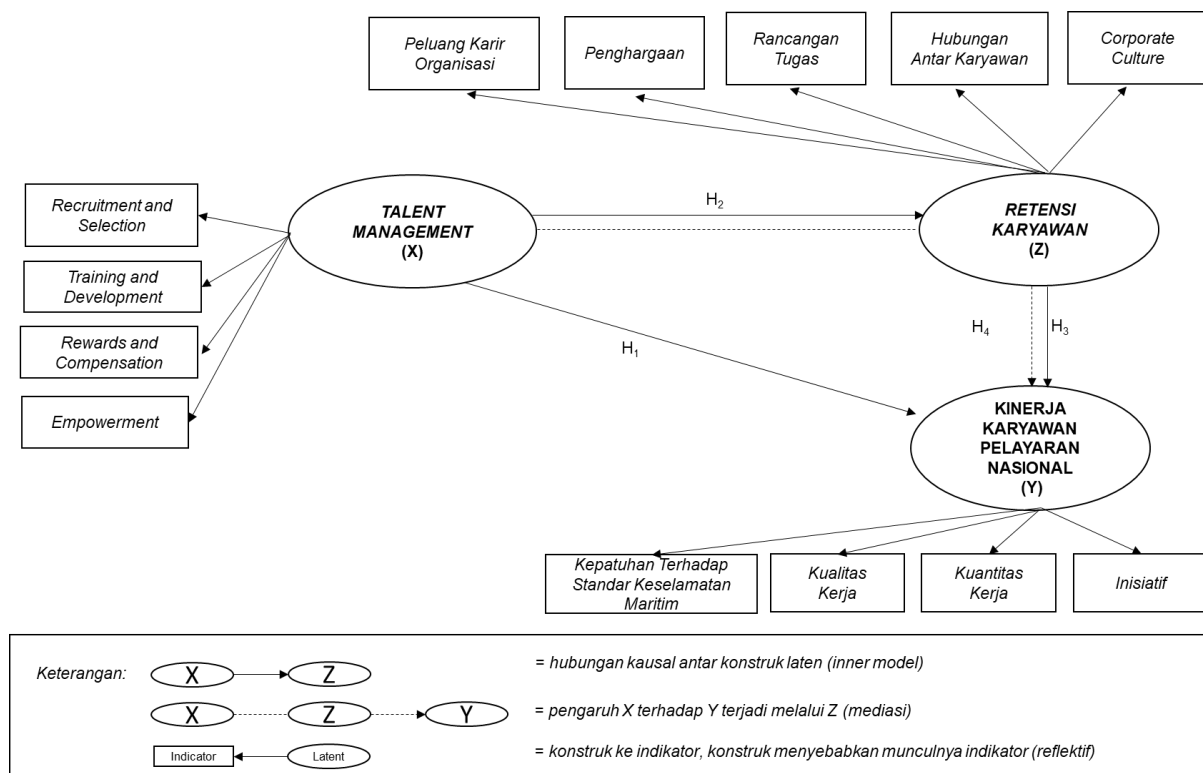 Peluang Karir
Organisasi
Penghargaan
Rancangan
Tugas
Hubungan
Antar Karyawan
Corporate
Culture
Recruitment and
Selection
Training and
Development
Rewards and
Compensation
Empowerment
TALENT
MANAGEMENT
(X)
H₂
RETENSI
KARYAWAN
(Z)
H₁
H₄
H₃
KINERJA
KARYAWAN
PELAYARAN
NASIONAL
(Y)
Kepatuhan Terhadap
Standar Keselamatan
Maritim
Kualitas
Kerja
Kuantitas
Kerja
Inisiatif
Keterangan:
X Z
= hubungan kausal antar konstruk laten (inner model)
X Z Y
= pengaruh X terhadap Y terjadi melalui Z (mediasi)
Indicator Latent
= konstruk ke indikator, konstruk menyebabkan munculnya indikator (reflektif)